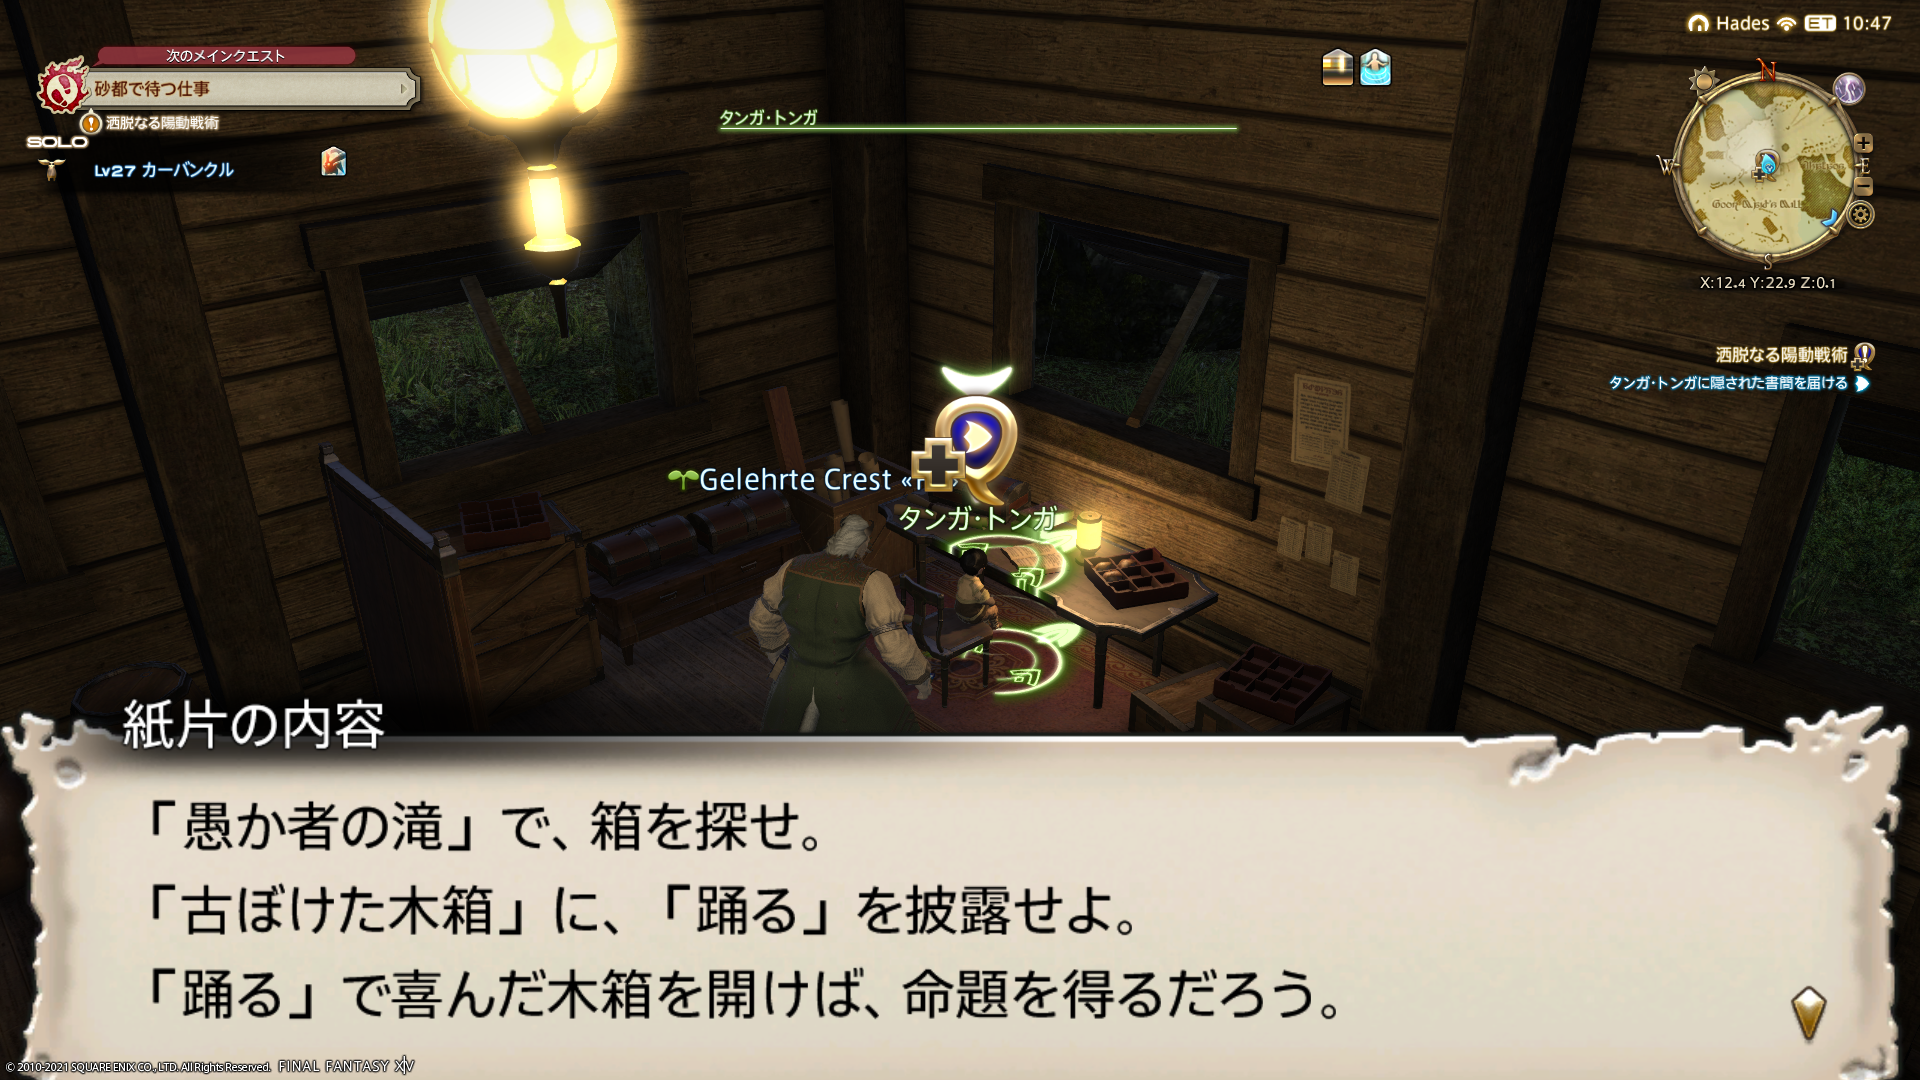 次のメインクエスト
砂都で待つ仕事
洒脱なる陽動戦術
SOLO
Lv27 カーバンクル
タンガ・トンガ
Hades ET 10:47
N
W
E
S
X:12.4 Y:22.9 Z:0.1
洒脱なる陽動戦術
タンガ・トンガに隠された書簡を届ける
Gelehrte Crest
タンガ・トンガ
紙片の内容
「愚か者の滝」で、箱を探せ。
「古ぼけた木箱」に、「踊る」を披露せよ。
「踊る」で喜んだ木箱を開けば、命題を得るだろう。
© 2010-2021 SQUARE ENIX CO., LTD. All Rights Reserved. FINAL FANTASY XIV